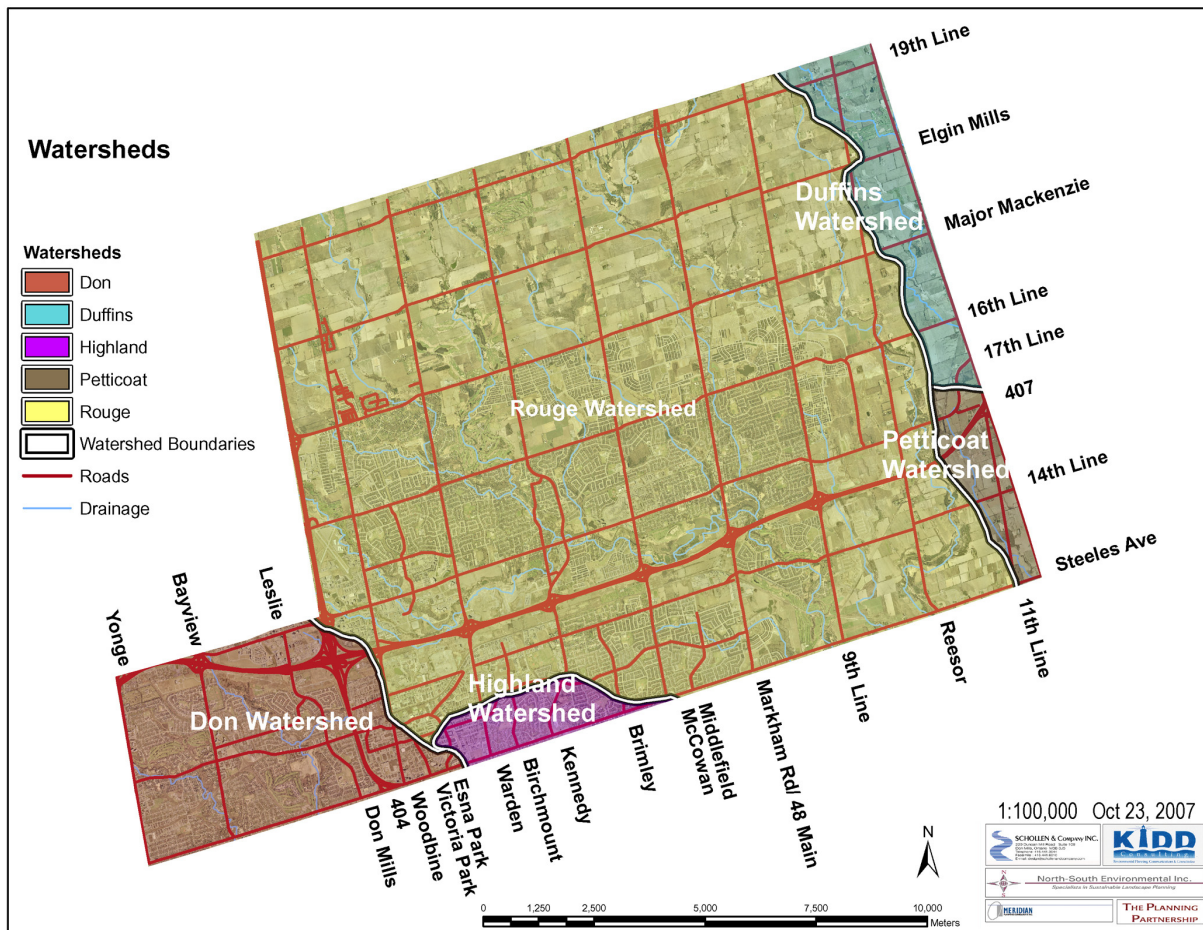 Watersheds
Watersheds
Don
Duffins
Highland
Petticoat
Rouge
Watershed Boundaries
Roads
Drainage
19th Line
Elgin Mills
Duffins
Watershed
Major Mackenzie
16th Line
17th Line
407
Rouge Watershed
Petticoat
Watershed
14th Line
Steeles Ave
Yonge
Bayview
Leslie
Don Watershed
Highland
Watershed
Don Mills
404
Woodbine
Victoria Park
Esna Park
Warden
Birchmount
Kennedy
Brimley
McCowan
Middlefield
Markham Rd/ 48 Main
9th Line
Reesor
11th Line
N
0 1,250 2,500 5,000 7,500 10,000
Meters
1:100,000 Oct 23, 2007
SCHOLLEN & Company INC.
KIDD
Consulting
N
S
North-South Environmental Inc.
Specialists in Sustainable Landscape Planning
MERIDIAN
THE PLANNING
PARTNERSHIP